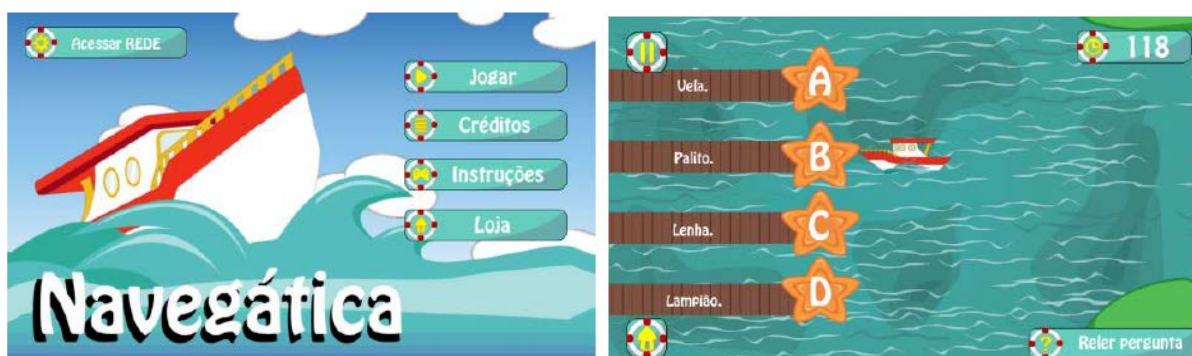 Acessar REDE
Jogar
Créditos
Instruções
Loja
Navegática
118
Vela.
A
Palito.
B
Lenha.
C
Lampião.
D
Reler pergunta